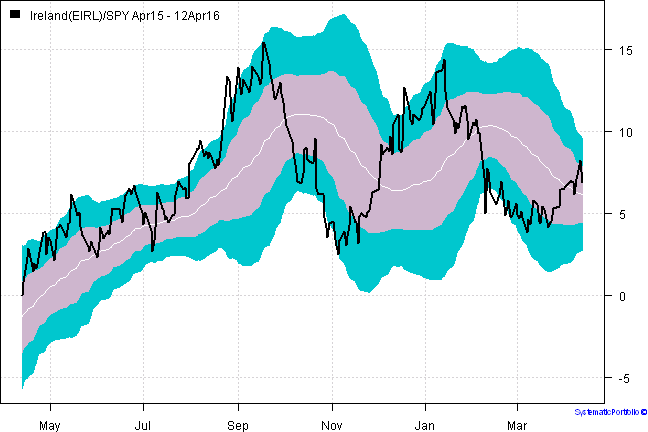 Ireland(EIRL)/SPY Apr15 - 12Apr16
15
10
5
0
-5
May Jul Sep Nov Jan Mar
SystematicPortfolio ©